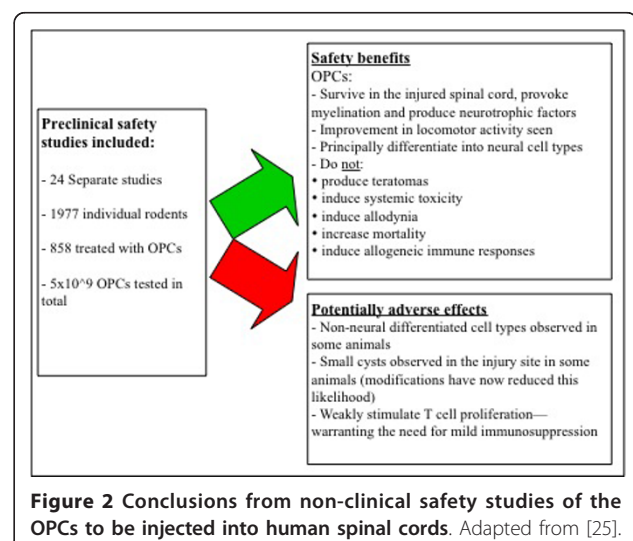 Preclinical safety
studies included:
- 24 Separate studies
- 1977 individual rodents
- 858 treated with OPCs
- 5x10^9 OPCs tested in
total
Safety benefits
OPCs:
- Survive in the injured spinal cord, provoke
myelination and produce neurotrophic factors
- Improvement in locomotor activity seen
- Principally differentiate into neural cell types
- Do not:
• produce teratomas
• induce systemic toxicity
• induce allodynia
• increase mortality
• induce allogeneic immune responses
Potentially adverse effects
- Non-neural differentiated cell types observed in
some animals
- Small cysts observed in the injury site in some
animals (modifications have now reduced this
likelihood)
- Weakly stimulate T cell proliferation—
warranting the need for mild immunosuppression
Figure 2 Conclusions from non-clinical safety studies of the
OPCs to be injected into human spinal cords. Adapted from [25].